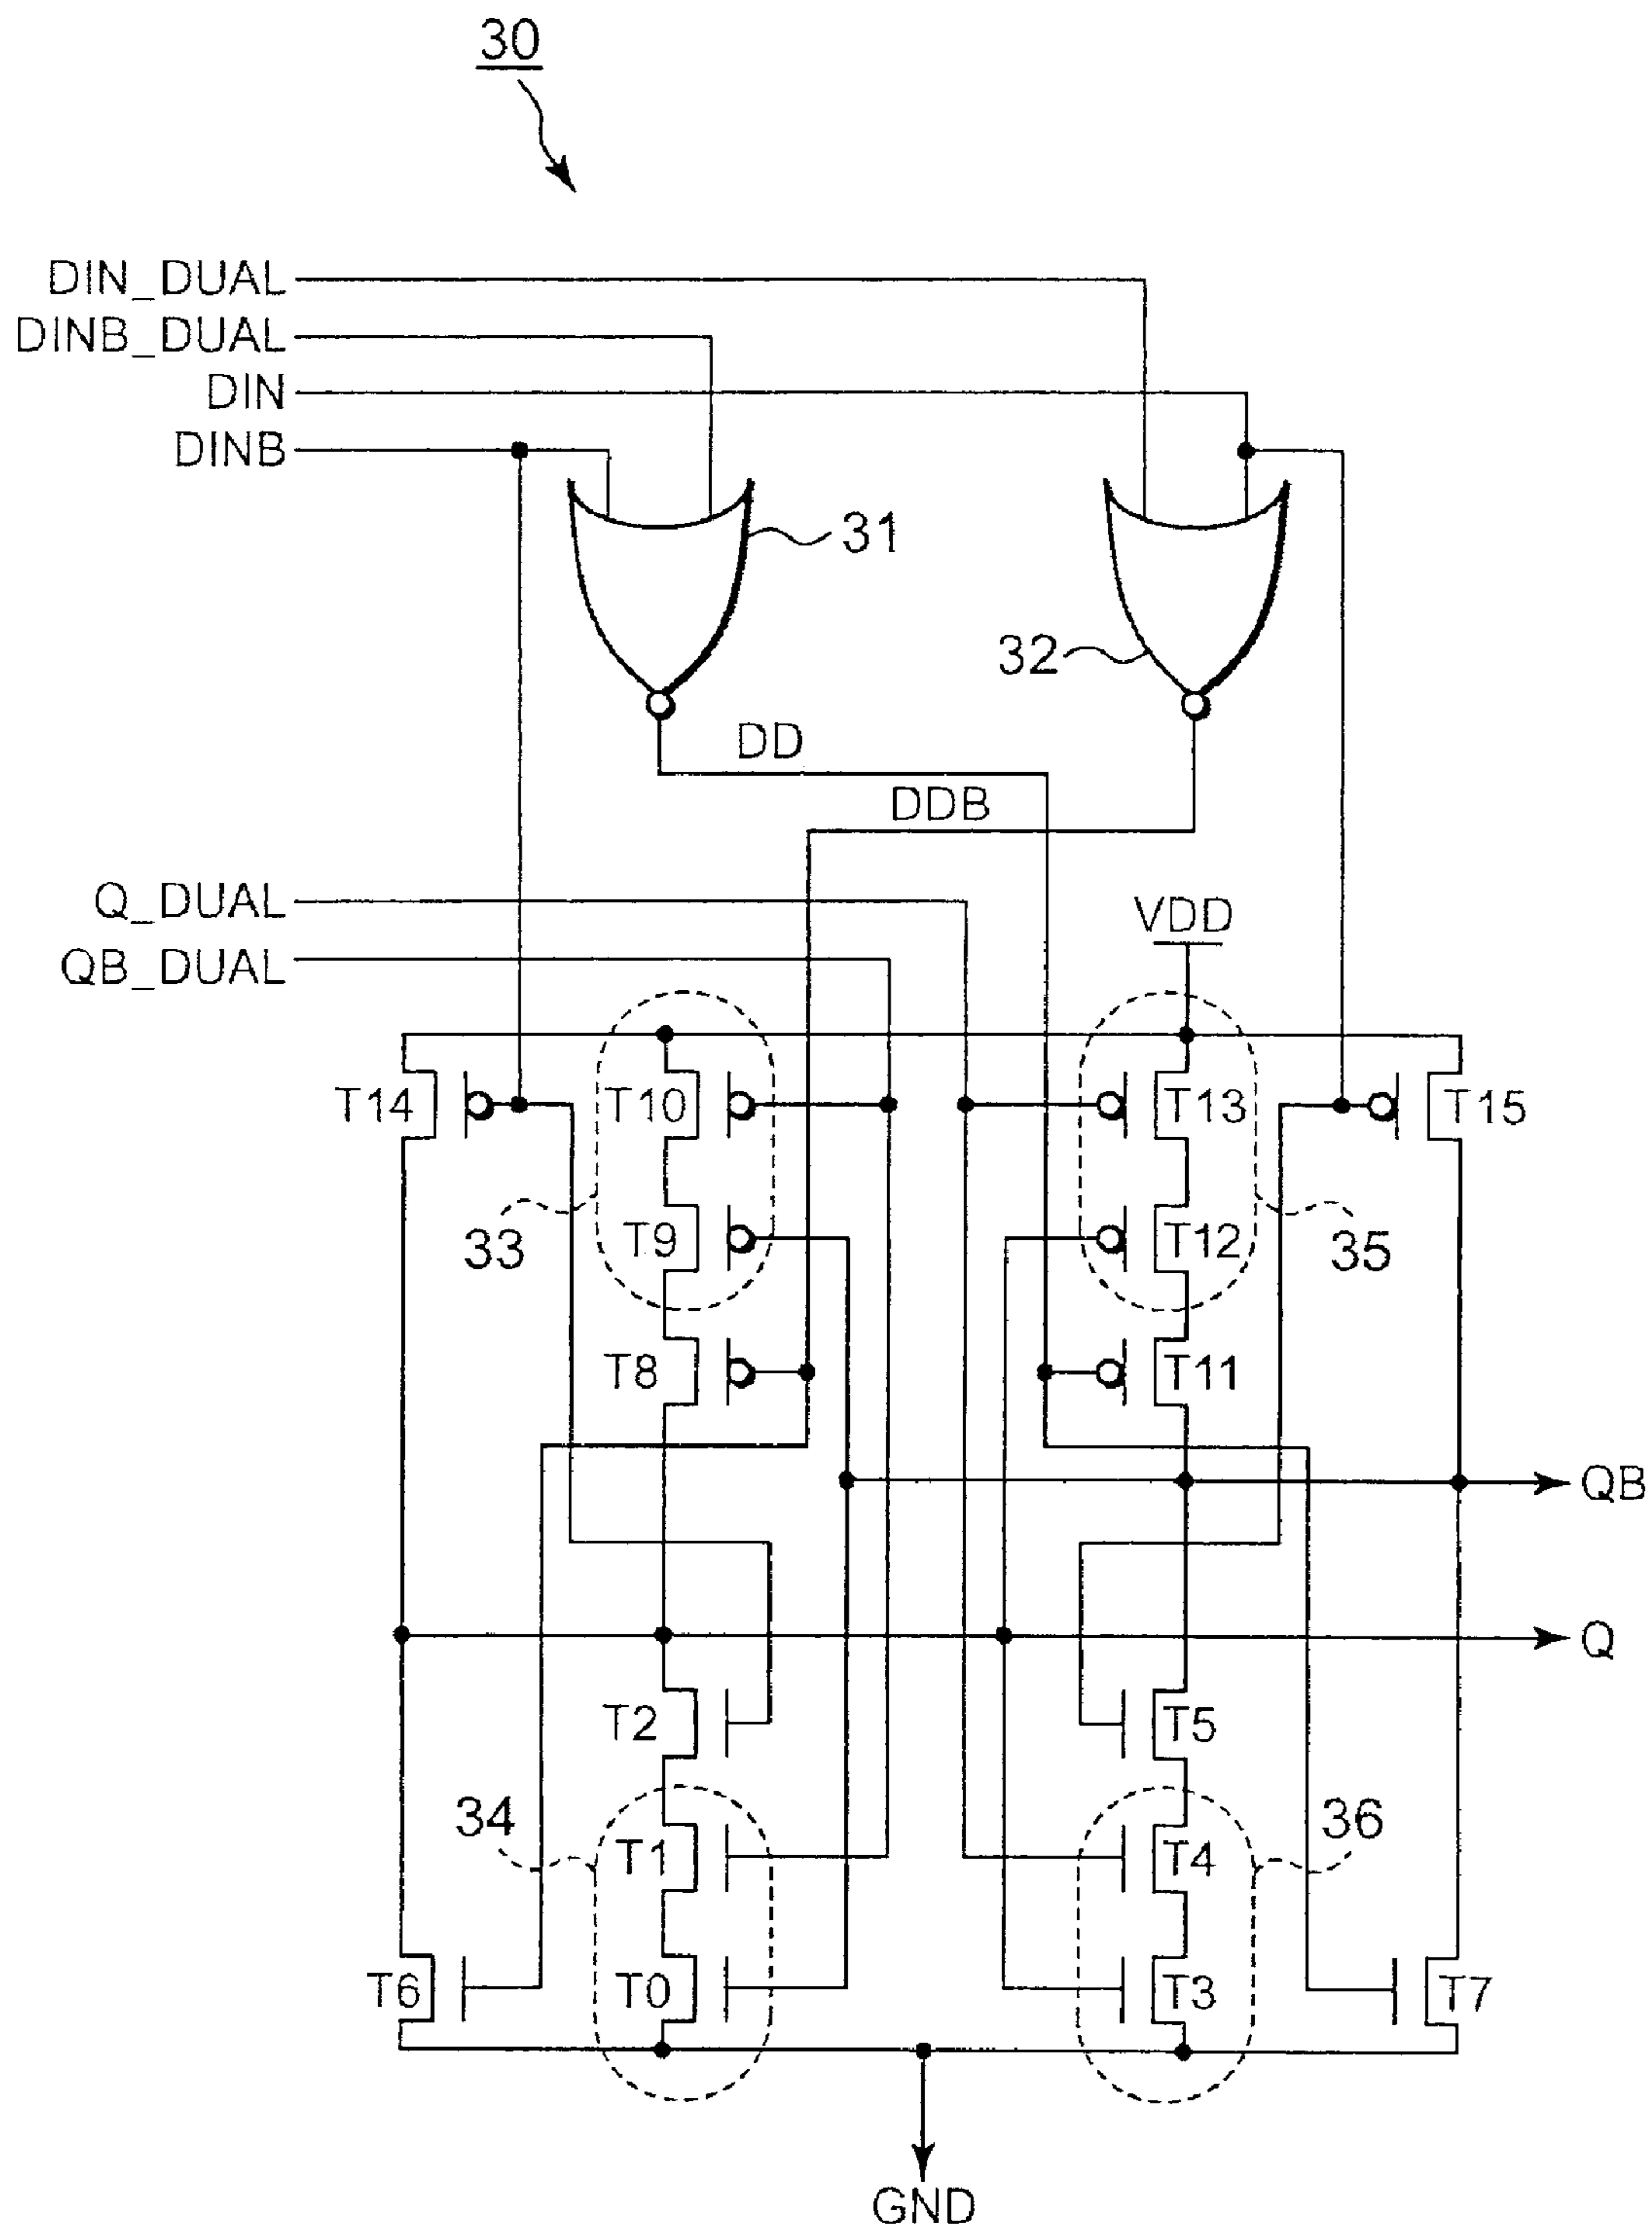 30
DIN_DUAL
DINB_DUAL
DIN
DINB
31
32
DD
DDB
Q_DUAL
QB_DUAL
VDD
T14
T10
T13
T15
33
T9
T12
35
T8
T11
QB
Q
T2
T5
34
T1
T4
36
T6
T0
T3
T7
GND